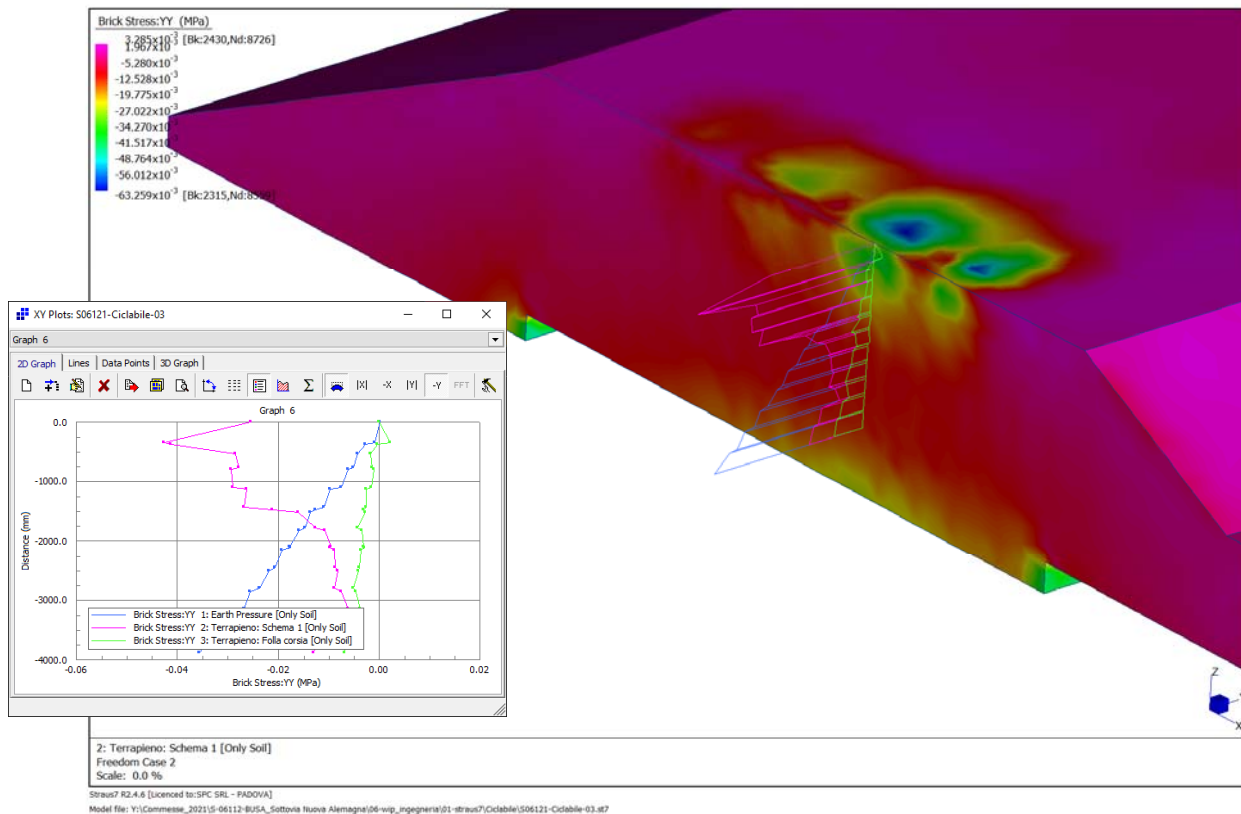 Brick Stress:YY (MPa)
3.285x10-3 [Bk:2430,Nd:8726]
1.967x10-3
-5.280x10-3
-12.528x10-3
-19.775x10-3
-27.022x10-3
-34.270x10-3
-41.517x10-3
-48.764x10-3
-56.012x10-3
-63.259x10-3 [Bk:2315,Nd:
XY Plots: S06121-Ciclabile-03
Graph 6
2D Graph Lines Data Points 3D Graph
Σ |X| -X |Y| -Y FFT
Graph 6
0.0
-1000.0
-2000.0
-3000.0
-4000.0
Distance (mm)
Brick Stress:YY 1: Earth Pressure [Only Soil]
Brick Stress:YY 2: Terrapieno: Schema 1 [Only Soil]
Brick Stress:YY 3: Terrapieno: Folla corsia [Only Soil]
-0.06 -0.04 -0.02 0.00 0.02
Brick Stress:YY (MPa)
Z
X
2: Terrapieno: Schema 1 [Only Soil]
Freedom Case 2
Scale: 0.0 %
Straus7 R2.4.6 [Licenced to:SPC SRL - PADOVA]
Model file: Y:\Commesse_2021\S-06112-BUSA_Sottovia Nuova Alemagna\06-wip_ingegneria\01-straus7\Ciclabile\S06121-Ciclabile-03.st7